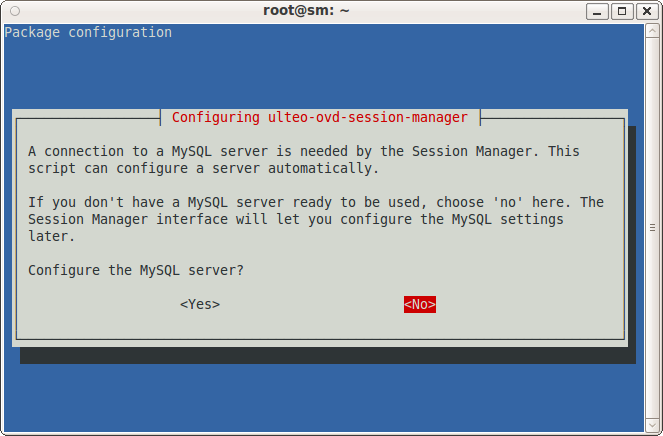 root@sm: ~
Package configuration
Configuring ulteo-ovd-session-manager
A connection to a MySQL server is needed by the Session Manager. This
script can configure a server automatically.
If you don't have a MySQL server ready to be used, choose 'no' here. The
Session Manager interface will let you configure the MySQL settings
later.
Configure the MySQL server?
<Yes> <No>